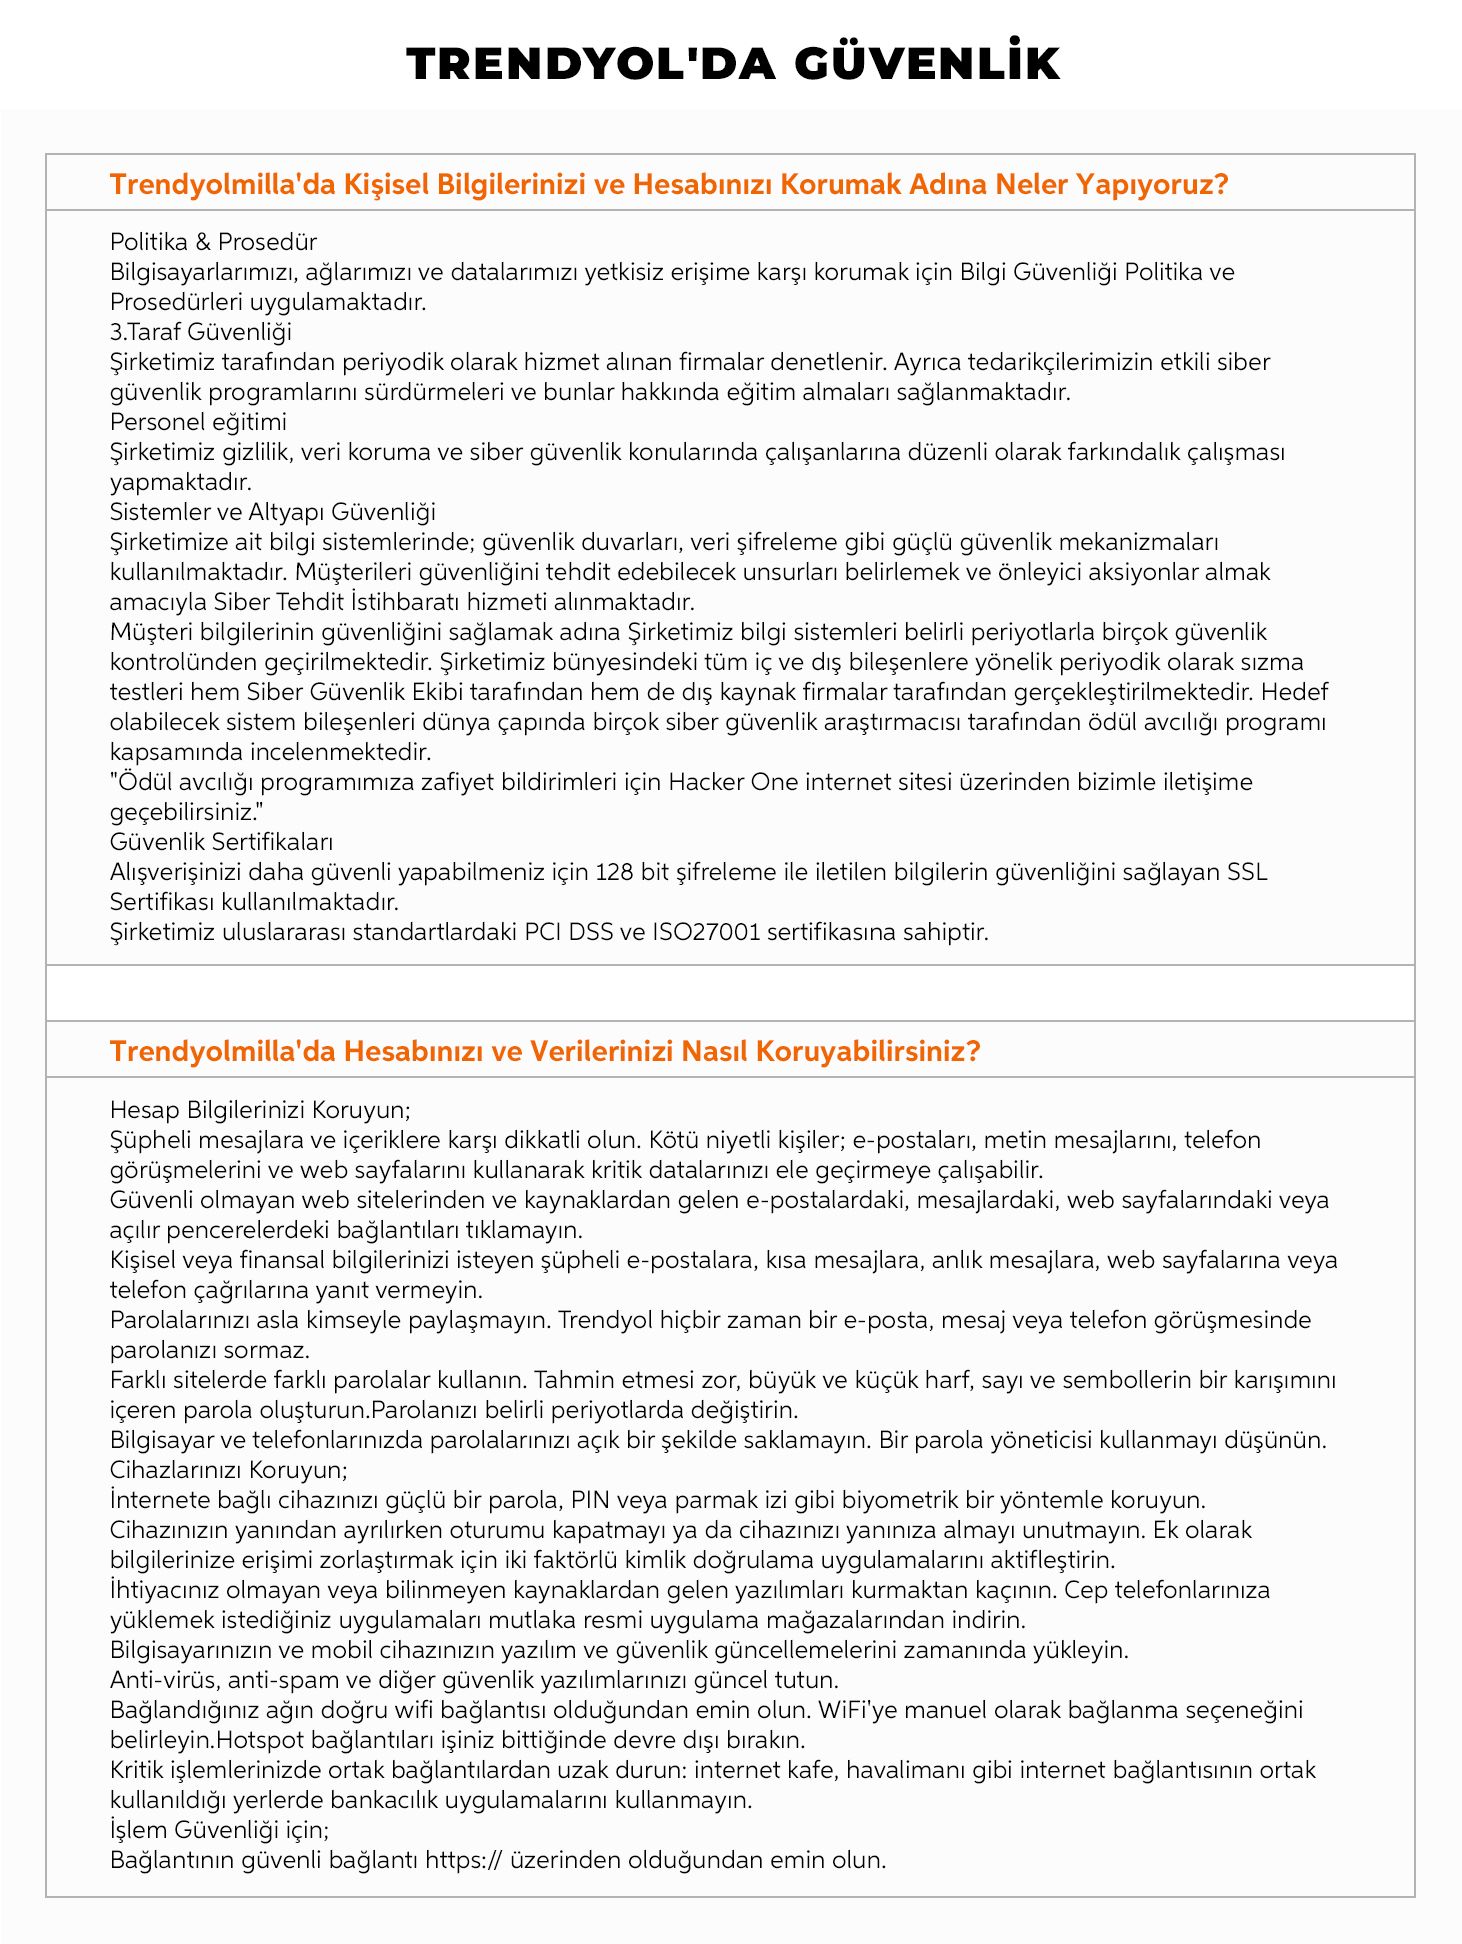 TRENDYOL'DA GÜVENLİK
Trendyolmilla'da Kişisel Bilgilerinizi ve Hesabınızı Korumak Adına Neler Yapıyoruz?
Politika & Prosedür
Bilgisayarlarımızı, ağlarımızı ve datalarımızı yetkisiz erişime karşı korumak için Bilgi Güvenliği Politika ve
Prosedürleri uygulamaktadır.
3.Taraf Güvenliği
Şirketimiz tarafından periyodik olarak hizmet alınan firmalar denetlenir. Ayrıca tedarikçilerimizin etkili siber
güvenlik programlarını sürdürmeleri ve bunlar hakkında eğitim almaları sağlanmaktadır.
Personel eğitimi
Şirketimiz gizlilik, veri koruma ve siber güvenlik konularında çalışanlarına düzenli olarak farkındalık çalışması
yapmaktadır.
Sistemler ve Altyapı Güvenliği
Şirketimize ait bilgi sistemlerinde; güvenlik duvarları, veri şifreleme gibi güçlü güvenlik mekanizmaları
kullanılmaktadır. Müşterileri güvenliğini tehdit edebilecek unsurları belirlemek ve önleyici aksiyonlar almak
amacıyla Siber Tehdit İstihbaratı hizmeti alınmaktadır.
Müşteri bilgilerinin güvenliğini sağlamak adına Şirketimiz bilgi sistemleri belirli periyotlarla birçok güvenlik
kontrolünden geçirilmektedir. Şirketimiz bünyesindeki tüm iç ve dış bileşenlere yönelik periyodik olarak sızma
testleri hem Siber Güvenlik Ekibi tarafından hem de dış kaynak firmalar tarafından gerçekleştirilmektedir. Hedef
olabilecek sistem bileşenleri dünya çapında birçok siber güvenlik araştırmacısı tarafından ödül avcılığı programı
kapsamında incelenmektedir.
"Ödül avcılığı programımıza zafiyet bildirimleri için Hacker One internet sitesi üzerinden bizimle iletişime
geçebilirsiniz."
Güvenlik Sertifikaları
Alışverişinizi daha güvenli yapabilmeniz için 128 bit şifreleme ile iletilen bilgilerin güvenliğini sağlayan SSL
Sertifikası kullanılmaktadır.
Şirketimiz uluslararası standartlardaki PCI DSS ve ISO27001 sertifikasına sahiptir.
Trendyolmilla'da Hesabınızı ve Verilerinizi Nasıl Koruyabilirsiniz?
Hesap Bilgilerinizi Koruyun;
Şüpheli mesajlara ve içeriklere karşı dikkatli olun. Kötü niyetli kişiler; e-postaları, metin mesajlarını, telefon
görüşmelerini ve web sayfalarını kullanarak kritik datalarınızı ele geçirmeye çalışabilir.
Güvenli olmayan web sitelerinden ve kaynaklardan gelen e-postalardaki, mesajlardaki, web sayfalarındaki veya
açılır pencerelerdeki bağlantıları tıklamayın.
Kişisel veya finansal bilgilerinizi isteyen şüpheli e-postalara, kısa mesajlara, anlık mesajlara, web sayfalarına veya
telefon çağrılarına yanıt vermeyin.
Parolalarınızı asla kimseyle paylaşmayın. Trendyol hiçbir zaman bir e-posta, mesaj veya telefon görüşmesinde
parolanızı sormaz.
Farklı sitelerde farklı parolalar kullanın. Tahmin etmesi zor, büyük ve küçük harf, sayı ve sembollerin bir karışımını
içeren parola oluşturun.Parolanızı belirli periyotlarda değiştirin.
Bilgisayar ve telefonlarınızda parolalarınızı açık bir şekilde saklamayın. Bir parola yöneticisi kullanmayı düşünün.
Cihazlarınızı Koruyun;
İnternete bağlı cihazınızı güçlü bir parola, PIN veya parmak izi gibi biyometrik bir yöntemle koruyun.
Cihazınızın yanından ayrılırken oturumu kapatmayı ya da cihazınızı yanınıza almayı unutmayın. Ek olarak
bilgilerinize erişimi zorlaştırmak için iki faktörlü kimlik doğrulama uygulamalarını aktifleştirin.
İhtiyacınız olmayan veya bilinmeyen kaynaklardan gelen yazılımları kurmaktan kaçının. Cep telefonlarınıza
yüklemek istediğiniz uygulamaları mutlaka resmi uygulama mağazalarından indirin.
Bilgisayarınızın ve mobil cihazınızın yazılım ve güvenlik güncellemelerini zamanında yükleyin.
Anti-virüs, anti-spam ve diğer güvenlik yazılımlarınızı güncel tutun.
Bağlandığınız ağın doğru wifi bağlantısı olduğundan emin olun. WiFi'ye manuel olarak bağlanma seçeneğini
belirleyin.Hotspot bağlantıları işiniz bittiğinde devre dışı bırakın.
Kritik işlemlerinizde ortak bağlantılardan uzak durun: internet kafe, havalimanı gibi internet bağlantısının ortak
kullanıldığı yerlerde bankacılık uygulamalarını kullanmayın.
İşlem Güvenliği için;
Bağlantının güvenli bağlantı https:// üzerinden olduğundan emin olun.